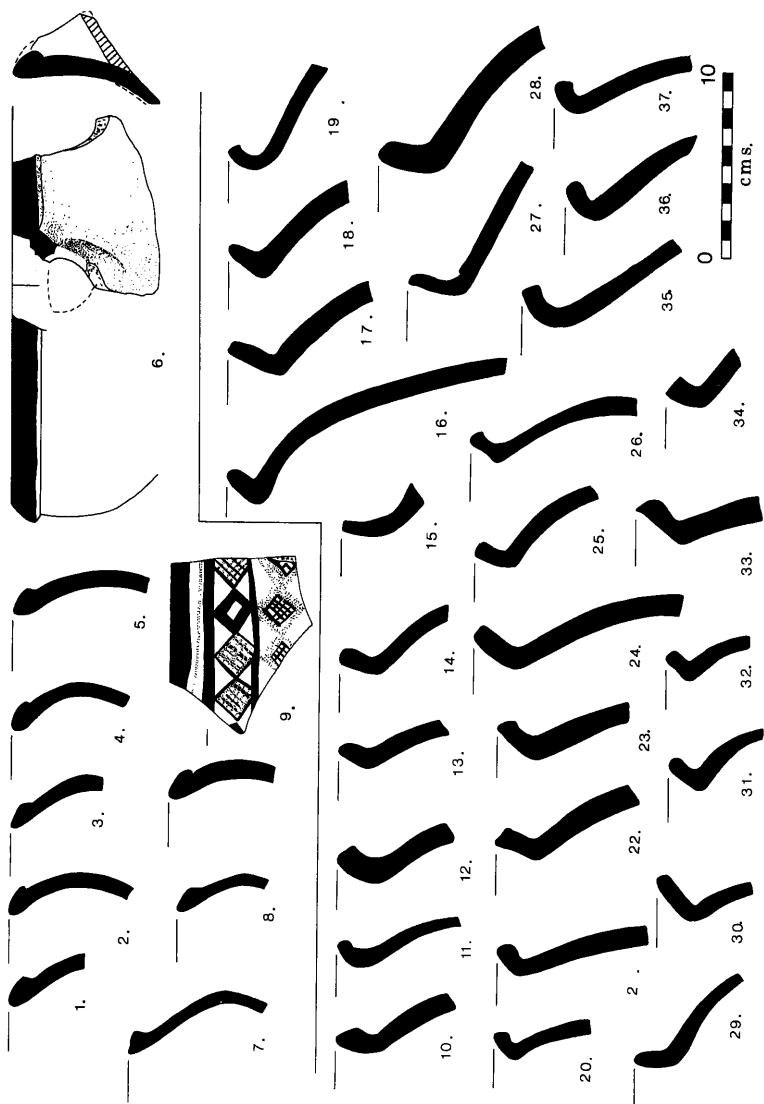 1. 2. 3. 4. 5. 6.
7. 8. 9.
10. 11. 12. 13. 14. 15. 16. 17. 18. 19 .
20. 2 . 22. 23. 24. 25. 26. 27. 28.
29. 30. 31. 32. 33. 34. 35. 36. 37.
0 10
cms.